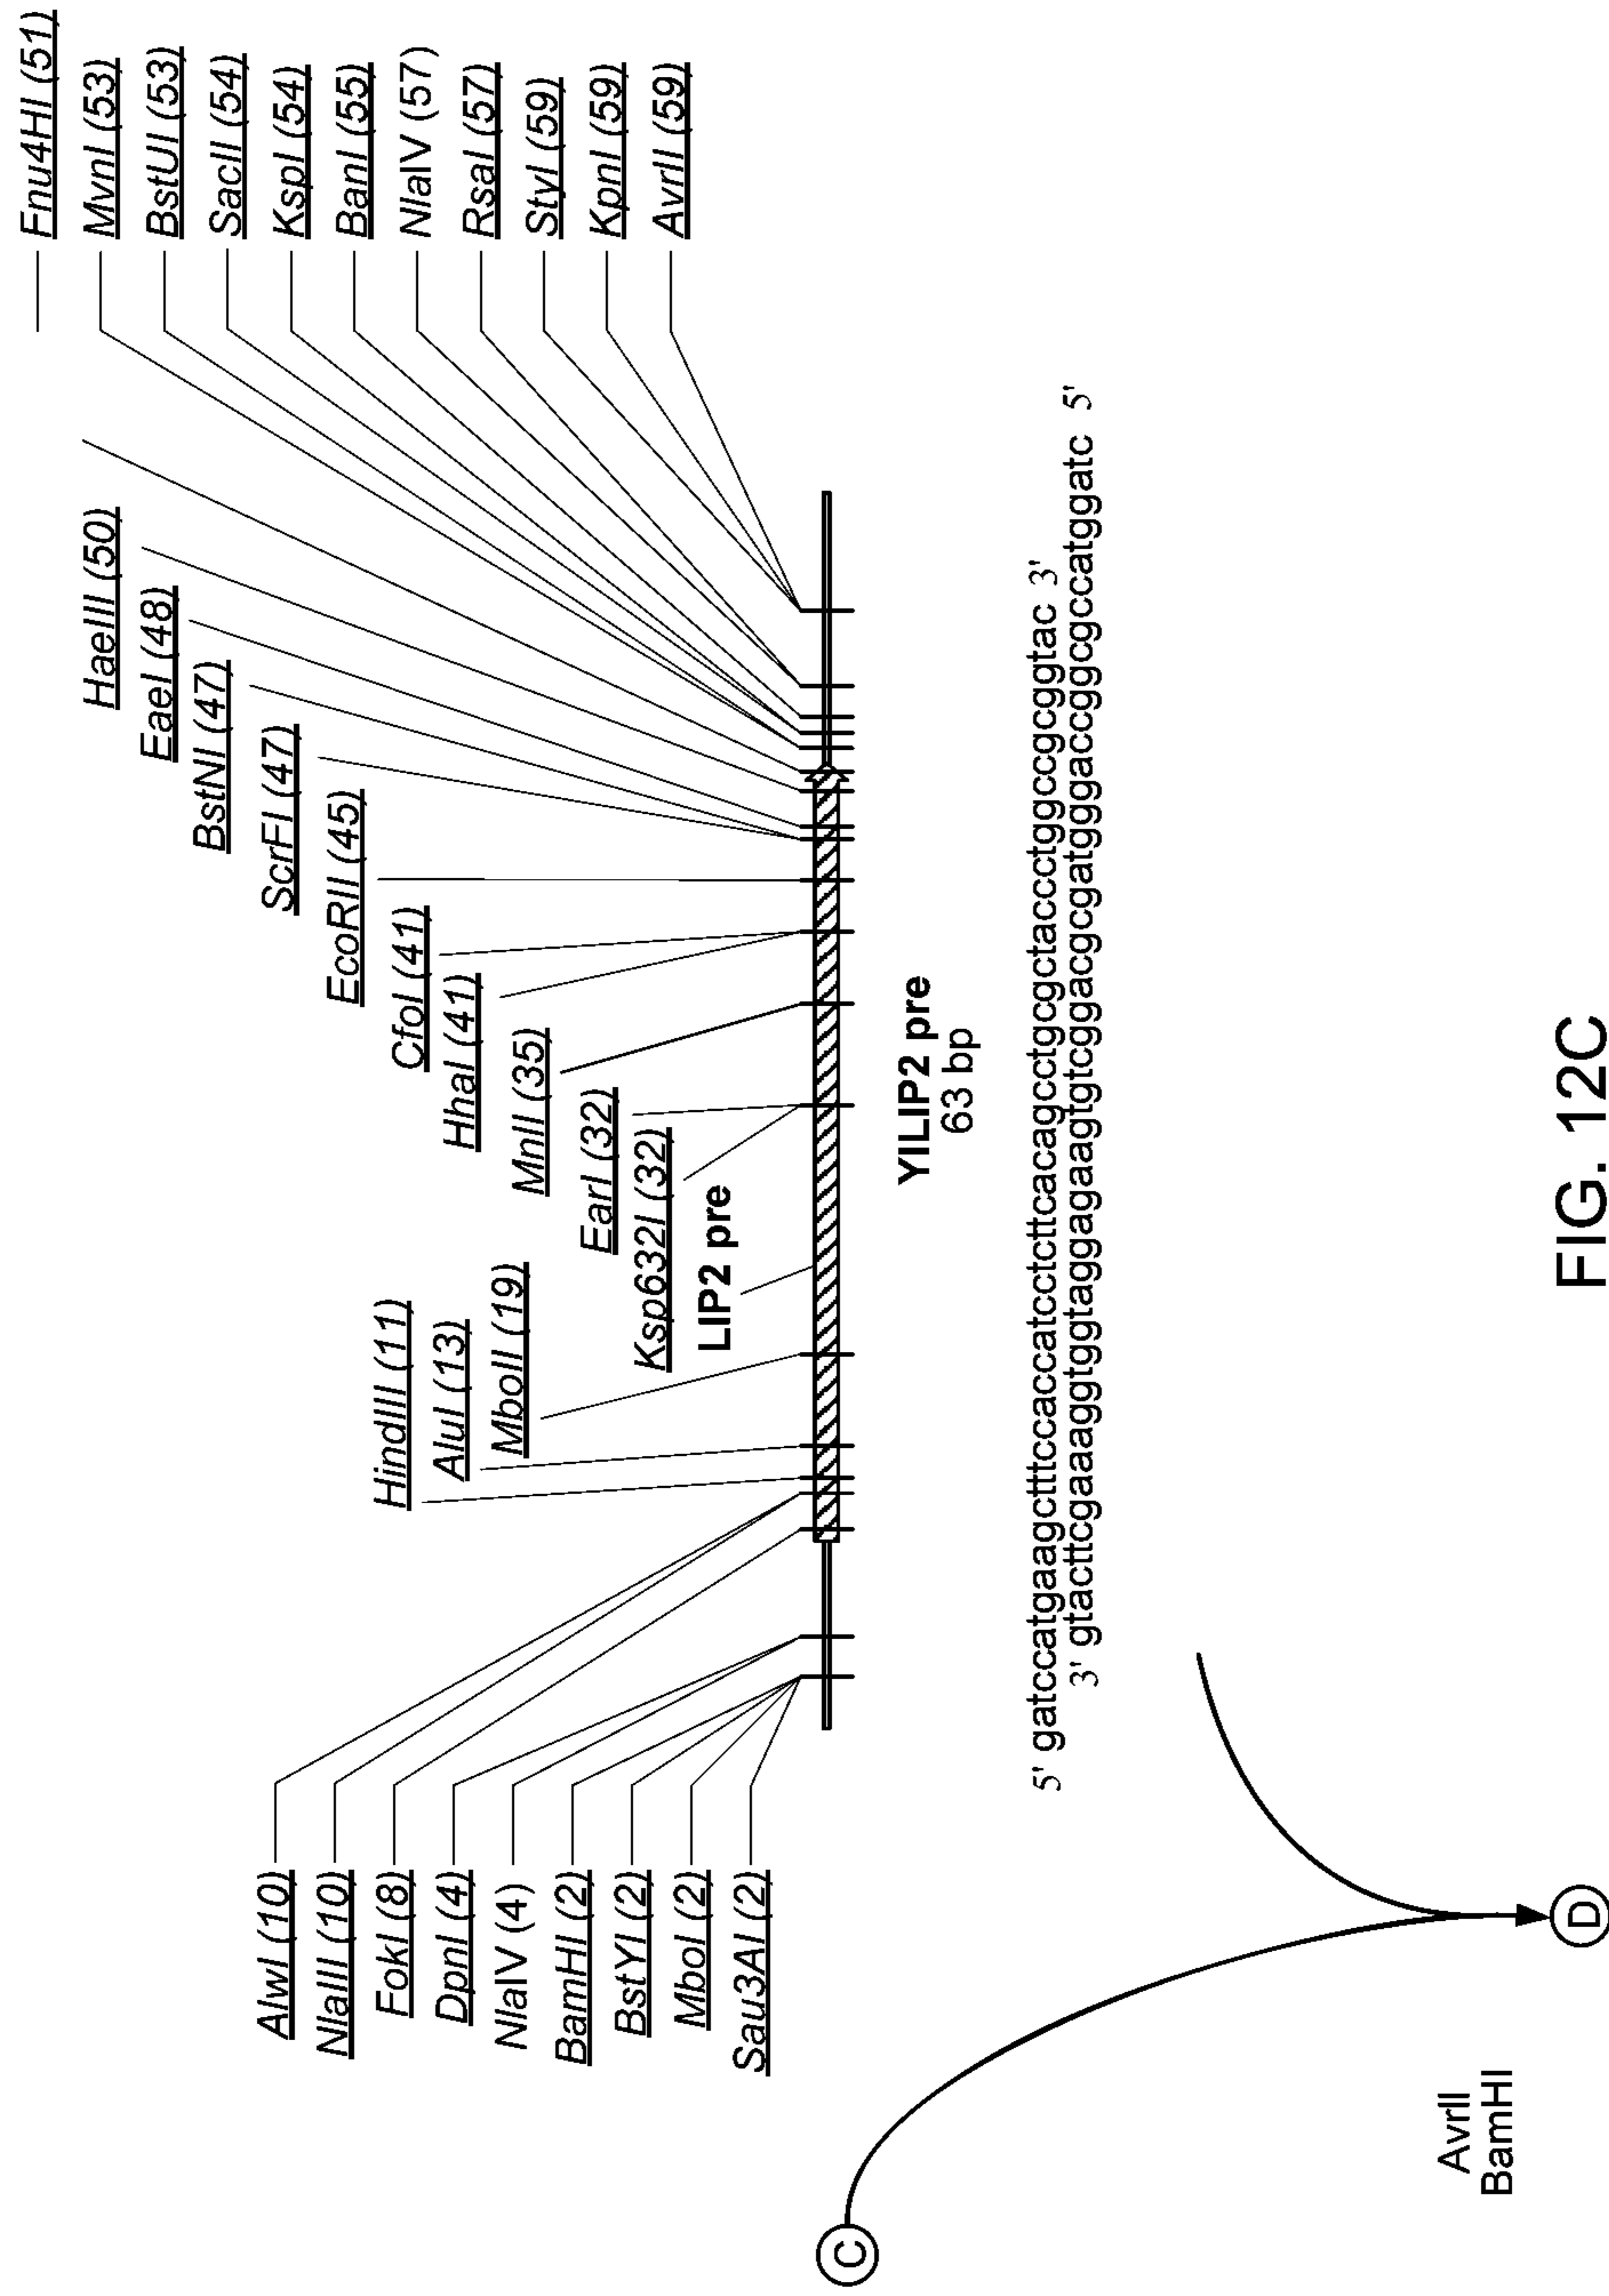 Fnu4HI (51)
MvnI (53)
HaeIII (50)
BstUI (53)
EaeI (48)
SacII (54)
BstNI (47)
KspI (54)
ScrFI (47)
BanI (55)
EcoRII (45)
NlaIV (57)
CfoI (41)
RsaI (57)
HhaI (41)
StyI (59)
MnlI (35)
KpnI (59)
EarI (32)
AvrII (59)
Ksp632I (32)
LIP2 pre
HindIII (11)
AluI (13)
MboII (19)
AlwI (10)
NlaIII (10)
FokI (8)
DpnI (4)
NlaIV (4)
BamHI (2)
BstYI (2)
MboI (2)
Sau3AI (2)
YlLIP2 pre
63 bp
5' gatccatgaagctttccaccatcctcttcacagcctgcgctaccctggccgcggtac 3'
3' gtacttcgaaaggtggtaggagaagtgtcggacgcgatgggaccggcgccatggatc 5'
C
AvrII
BamHI
D
FIG. 12C